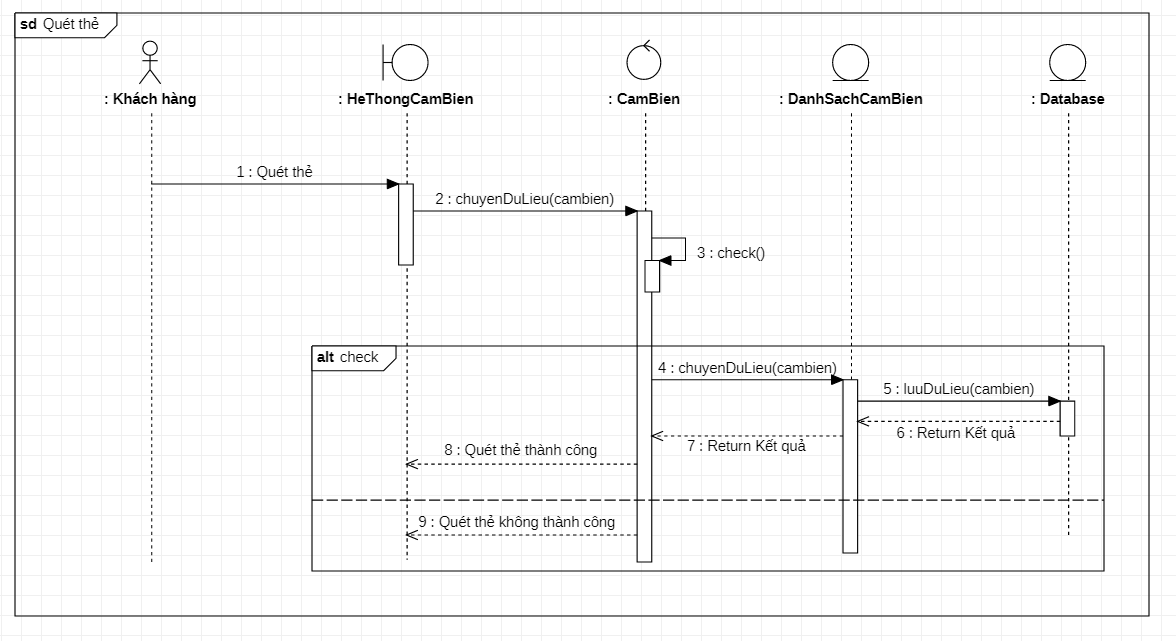 sd Quét thẻ
: Khách hàng
: HeThongCamBien
: CamBien
: DanhSachCamBien
: Database
1 : Quét thẻ
2 : chuyenDuLieu(cambien)
3 : check()
alt check
4 : chuyenDuLieu(cambien)
5 : luuDuLieu(cambien)
6 : Return Kết quả
7 : Return Kết quả
8 : Quét thẻ thành công
9 : Quét thẻ không thành công